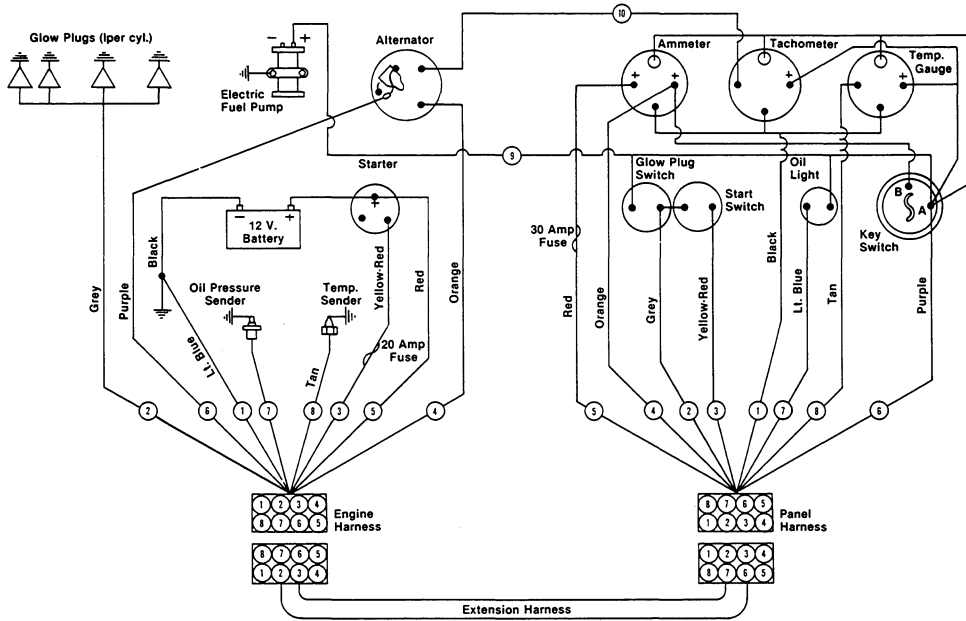 10
Glow Plugs (Iper cyl.)
- +
Alternator
Ammeter
Tachometer
Temp.
Gauge
+ + + +
Electric
Fuel Pump
9
Starter
Glow Plug
Switch
Oil
Light
Start
Switch
B
A
Key
Switch
- +
12 V.
Battery
+
30 Amp
Fuse
Black
Oil Pressure
Sender
Temp.
Sender
Yellow-Red
Red
Orange
Grey
Purple
Lt. Blue
Tan
20 Amp
Fuse
Red
Orange
Grey
Yellow-Red
Black
Lt. Blue
Tan
Purple
2 6 1 7 8 3 5 4
5 4 2 3 1 7 8 6
1 2 3 4
8 7 6 5
Engine
Harness
8 7 6 5
1 2 3 4
Panel
Harness
8 7 6 5
1 2 3 4
1 2 3 4
8 7 6 5
Extension Harness